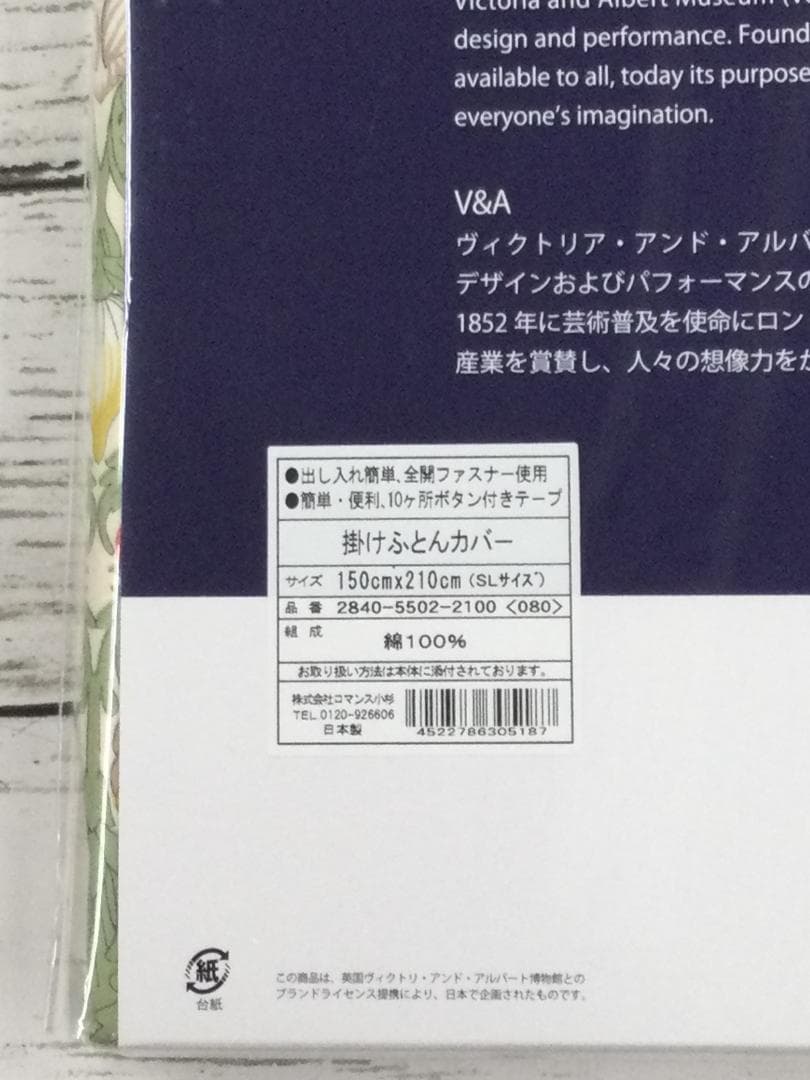 Victoria and Albert Museum (V
design and performance. Found
available to all, today its purpose
everyone's imagination.
V&A
ヴィクトリア・アンド・アルバ
デザインおよびパフォーマンスの
1852年に芸術普及を使命にロン
産業を賞賛し、人々の想像力をか
●出し入れ簡単、全開ファスナー使用
●簡単・便利、10ヶ所ボタン付きテープ
掛けふとんカバー
サイズ 150cmx210cm (SLサイズ)
品番 2840-5502-2100 <080>
組成 綿100%
お取り扱い方法は本体に添付されております。
株式会社ロマンス小杉
TEL.0120-926606
日本製
4522786305187
紙
台紙
この商品は、英国ヴィクトリ・アンド・アルバート博物館との
ブランドライセンス提携により、日本で企画されたものです。